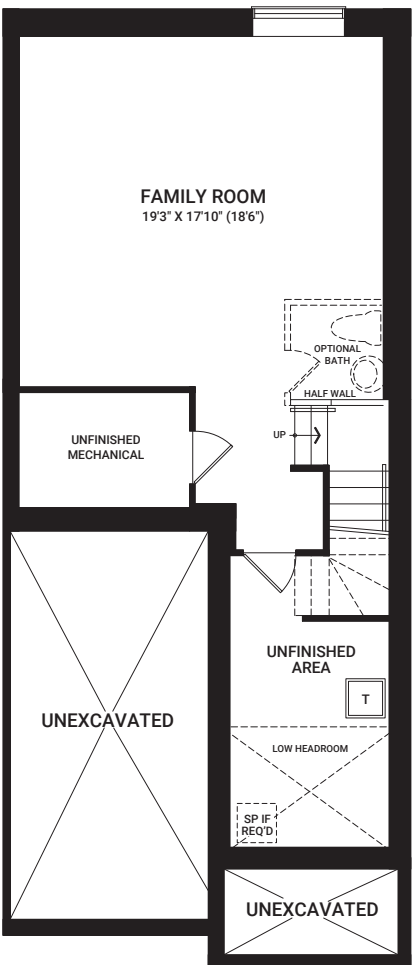 FAMILY ROOM
19'3" X 17'10" (18'6")
OPTIONAL
BATH
HALF WALL
UP
UNFINISHED
MECHANICAL
UNFINISHED
AREA
T
UNEXCAVATED
LOW HEADROOM
SP IF
REQ'D
UNEXCAVATED